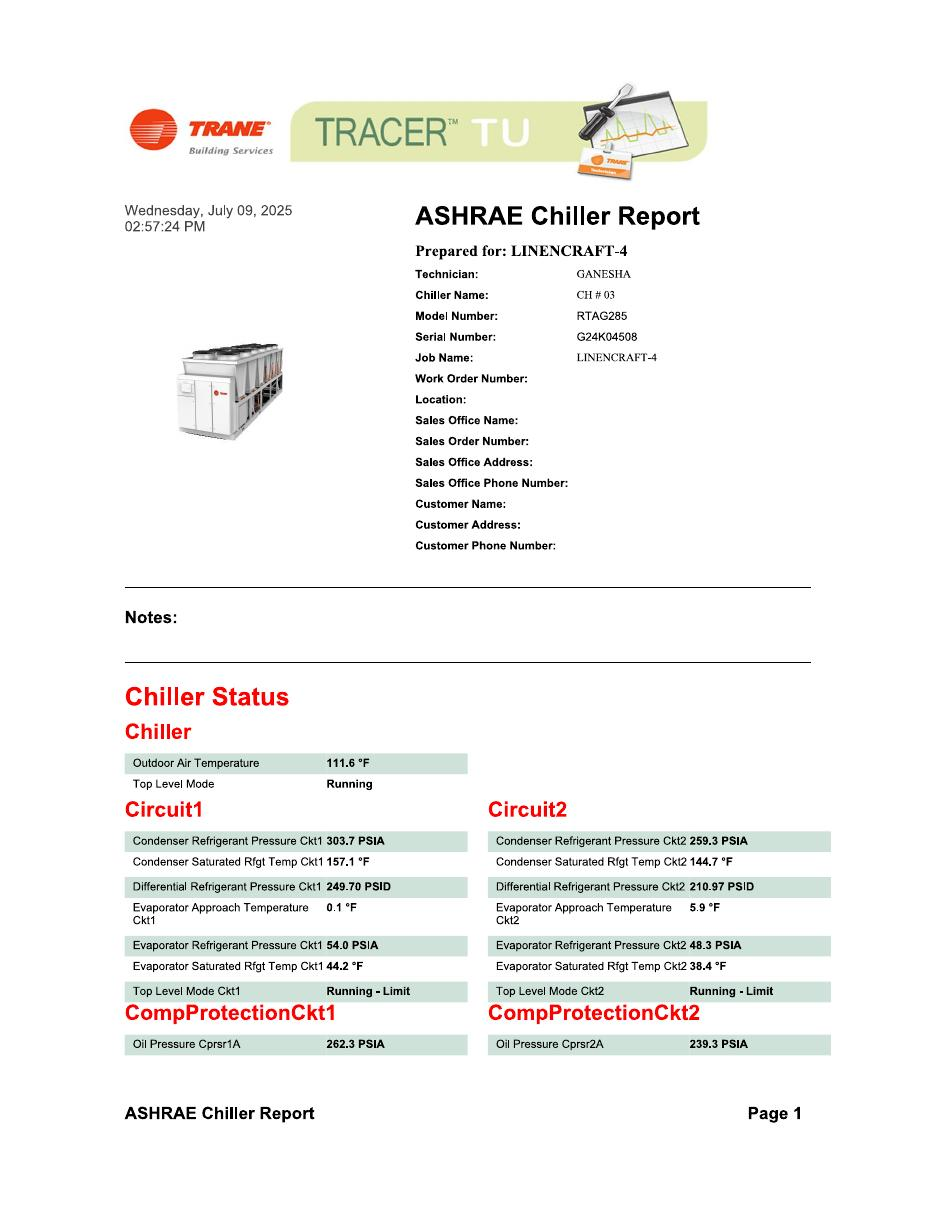 TRANE®
Building Services
TRACER™ TU
TRANE
Technician
Wednesday, July 09, 2025
02:57:24 PM
ASHRAE Chiller Report
Prepared for: LINENCRAFT-4
Technician: GANESHA
Chiller Name: CH # 03
Model Number: RTAG285
Serial Number: G24K04508
Job Name: LINENCRAFT-4
Work Order Number:
Location:
Sales Office Name:
Sales Order Number:
Sales Office Address:
Sales Office Phone Number:
Customer Name:
Customer Address:
Customer Phone Number:
TRANE
Notes:
Chiller Status
Chiller
Outdoor Air Temperature 111.6 °F
Top Level Mode Running
Circuit1
Condenser Refrigerant Pressure Ckt1 303.7 PSIA
Condenser Saturated Rfgt Temp Ckt1 157.1 °F
Differential Refrigerant Pressure Ckt1 249.70 PSID
Evaporator Approach Temperature 0.1 °F
Ckt1
Evaporator Refrigerant Pressure Ckt1 54.0 PSIA
Evaporator Saturated Rfgt Temp Ckt1 44.2 °F
Top Level Mode Ckt1 Running - Limit
CompProtectionCkt1
Oil Pressure Cprsr1A 262.3 PSIA
Circuit2
Condenser Refrigerant Pressure Ckt2 259.3 PSIA
Condenser Saturated Rfgt Temp Ckt2 144.7 °F
Differential Refrigerant Pressure Ckt2 210.97 PSID
Evaporator Approach Temperature 5.9 °F
Ckt2
Evaporator Refrigerant Pressure Ckt2 48.3 PSIA
Evaporator Saturated Rfgt Temp Ckt2 38.4 °F
Top Level Mode Ckt2 Running - Limit
CompProtectionCkt2
Oil Pressure Cprsr2A 239.3 PSIA
ASHRAE Chiller Report Page 1